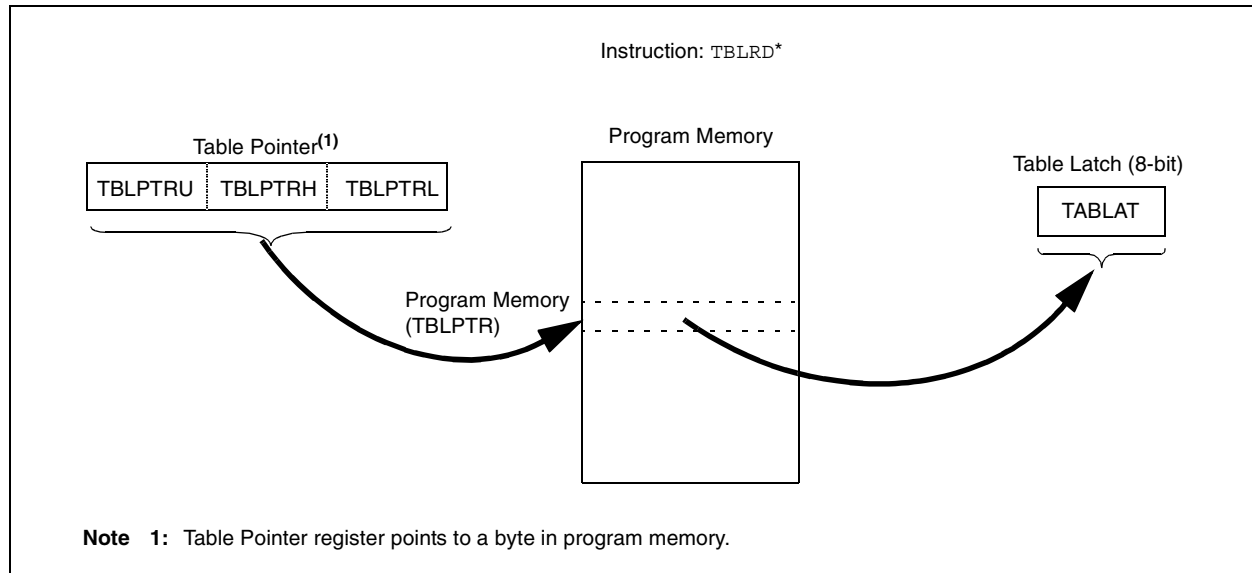 Instruction: TBLRD*
Table Pointer(1)
TBLPTRU TBLPTRH TBLPTRL
Program Memory
Table Latch (8-bit)
TABLAT
Program Memory
(TBLPTR)
Note 1: Table Pointer register points to a byte in program memory.